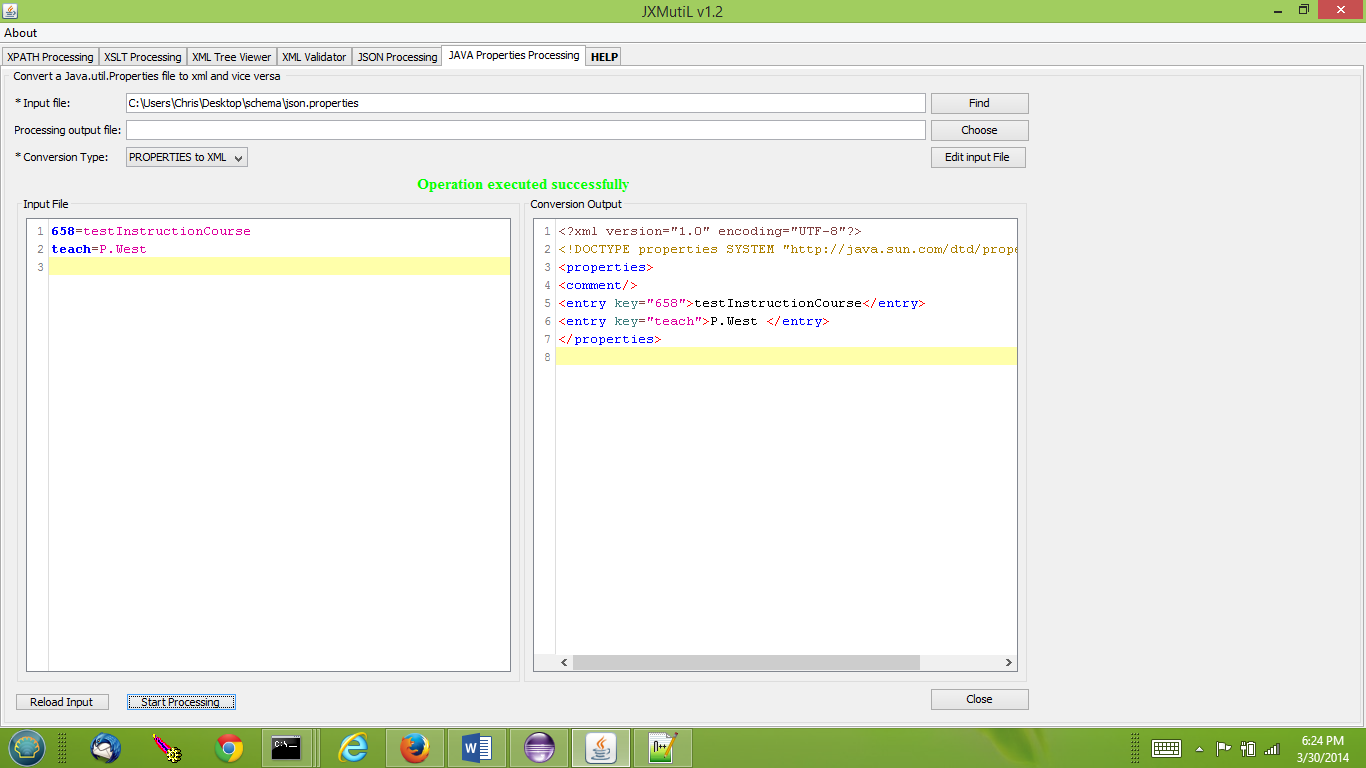 JXMutiL v1.2
About
XPATH Processing XSLT Processing XML Tree Viewer XML Validator JSON Processing JAVA Properties Processing HELP
Convert a Java.util.Properties file to xml and vice versa
* Input file: C:\Users\Chris\Desktop\schema\json.properties Find
Processing output file: Choose
* Conversion Type: PROPERTIES to XML Edit input File
Operation executed successfully
Input File
1 658=testInstructionCourse
2 teach=P.West
3
Conversion Output
1 <?xml version="1.0" encoding="UTF-8"?>
2 <!DOCTYPE properties SYSTEM "http://java.sun.com/dtd/prope
3 <properties>
4 <comment/>
5 <entry key="658">testInstructionCourse</entry>
6 <entry key="teach">P.West </entry>
7 </properties>
8
Reload Input Start Processing Close
C:\_
6:24 PM
3/30/2014